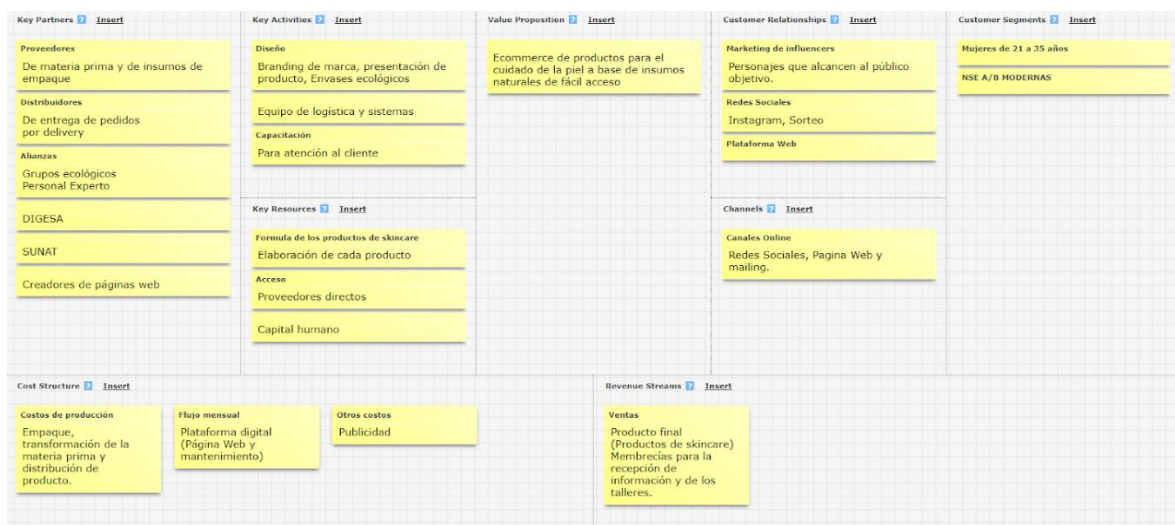 Key Partners ? Insert
Proveedores
De materia prima y de insumos de
empaque
Distribuidores
De entrega de pedidos
por delivery
Alianzas
Grupos ecológicos
Personal Experto
DIGESA
SUNAT
Creadores de páginas web
Key Activities ? Insert
Diseño
Branding de marca, presentación de
producto, Envases ecológicos
Equipo de logística y sistemas
Capacitación
Para atención al cliente
Key Resources ? Insert
Formula de los productos de skincare
Elaboración de cada producto
Acceso
Proveedores directos
Capital humano
Value Proposition ? Insert
Ecommerce de productos para el
cuidado de la piel a base de insumos
naturales de fácil acceso
Customer Relationships ? Insert
Marketing de influencers
Personajes que alcancen al público
objetivo.
Redes Sociales
Instagram, Sorteo
Plataforma Web
Channels ? Insert
Canales Online
Redes Sociales, Pagina Web y
mailing.
Customer Segments ? Insert
Mujeres de 21 a 35 años
NSE A/B MODERNAS
Cost Structure ? Insert
Costos de producción
Empaque,
transformación de la
materia prima y
distribución de
producto.
Flujo mensual
Plataforma digital
(Página Web y
mantenimiento)
Otros costos
Publicidad
Revenue Streams ? Insert
Ventas
Producto final
(Productos de skincare)
Membrecías para la
recepción de
información y de los
talleres.